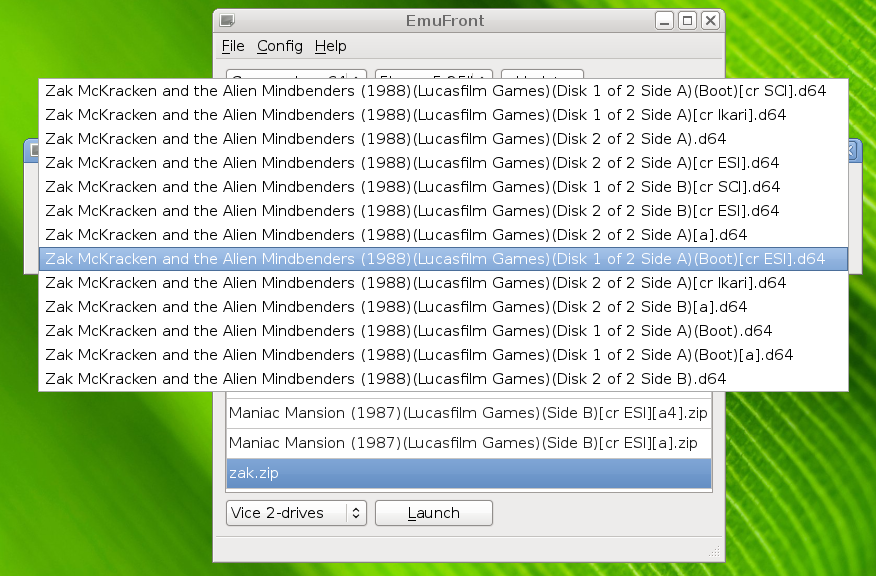 EmuFront
File Config Help
Zak McKracken and the Alien Mindbenders (1988)(Lucasfilm Games)(Disk 1 of 2 Side A)(Boot)[cr SCI].d64
Zak McKracken and the Alien Mindbenders (1988)(Lucasfilm Games)(Disk 1 of 2 Side A)[cr Ikari].d64
Zak McKracken and the Alien Mindbenders (1988)(Lucasfilm Games)(Disk 2 of 2 Side A).d64
Zak McKracken and the Alien Mindbenders (1988)(Lucasfilm Games)(Disk 2 of 2 Side A)[cr ESI].d64
Zak McKracken and the Alien Mindbenders (1988)(Lucasfilm Games)(Disk 1 of 2 Side B)[cr SCI].d64
Zak McKracken and the Alien Mindbenders (1988)(Lucasfilm Games)(Disk 2 of 2 Side B)[cr ESI].d64
Zak McKracken and the Alien Mindbenders (1988)(Lucasfilm Games)(Disk 2 of 2 Side A)[a].d64
Zak McKracken and the Alien Mindbenders (1988)(Lucasfilm Games)(Disk 1 of 2 Side A)(Boot)[cr ESI].d64
Zak McKracken and the Alien Mindbenders (1988)(Lucasfilm Games)(Disk 2 of 2 Side A)[cr Ikari].d64
Zak McKracken and the Alien Mindbenders (1988)(Lucasfilm Games)(Disk 2 of 2 Side B)[a].d64
Zak McKracken and the Alien Mindbenders (1988)(Lucasfilm Games)(Disk 1 of 2 Side A)(Boot).d64
Zak McKracken and the Alien Mindbenders (1988)(Lucasfilm Games)(Disk 1 of 2 Side A)(Boot)[a].d64
Zak McKracken and the Alien Mindbenders (1988)(Lucasfilm Games)(Disk 2 of 2 Side B).d64
Maniac Mansion (1987)(Lucasfilm Games)(Side B)[cr ESI][a4].zip
Maniac Mansion (1987)(Lucasfilm Games)(Side B)[cr ESI][a].zip
zak.zip
Vice 2-drives Launch